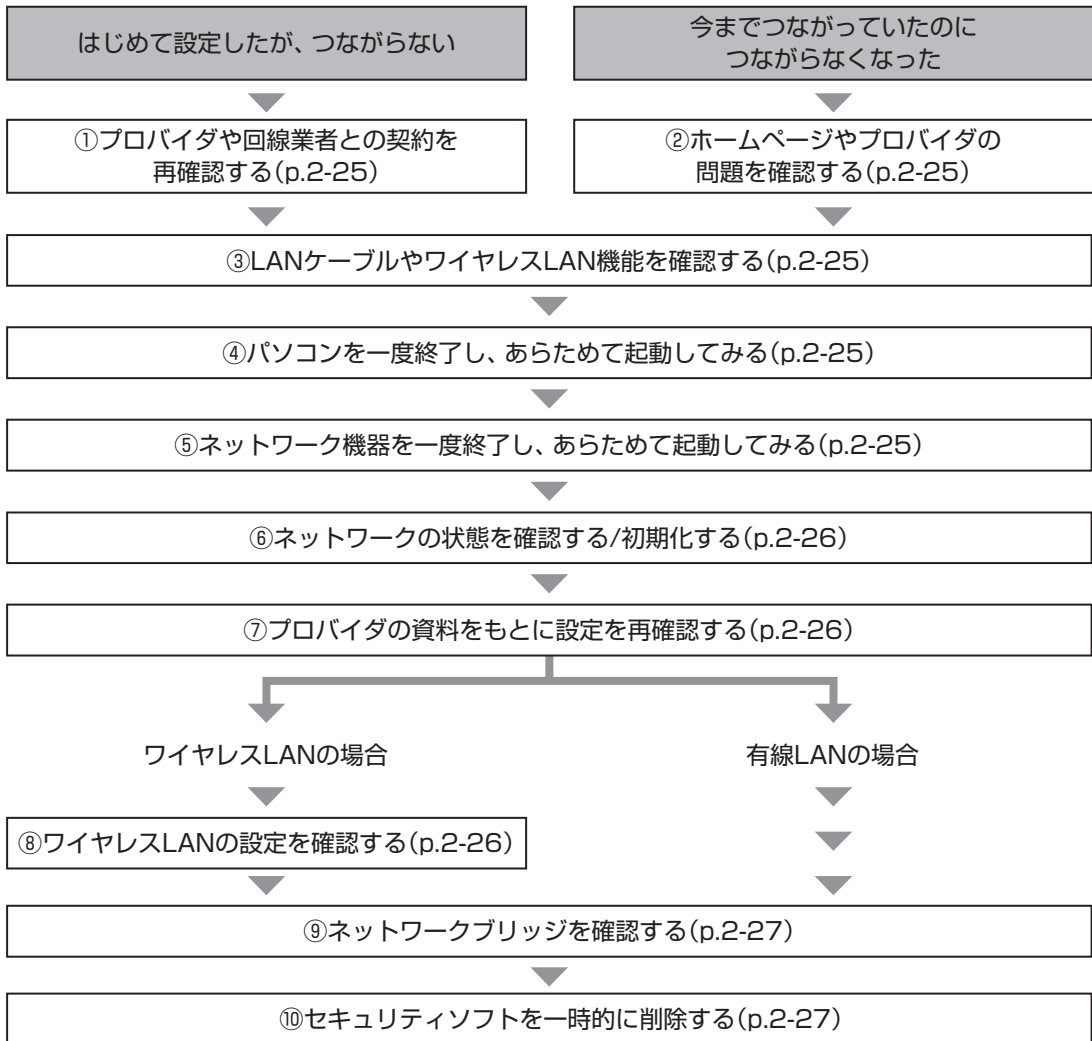 はじめて設定したが、つながらない
今までつながっていたのに
つながらなくなった
①プロバイダや回線業者との契約を
再確認する(p.2-25)
②ホームページやプロバイダの
問題を確認する(p.2-25)
③LANケーブルやワイヤレスLAN機能を確認する(p.2-25)
④パソコンを一度終了し、あらためて起動してみる(p.2-25)
⑤ネットワーク機器を一度終了し、あらためて起動してみる(p.2-25)
⑥ネットワークの状態を確認する/初期化する(p.2-26)
⑦プロバイダの資料をもとに設定を再確認する(p.2-26)
ワイヤレスLANの場合
有線LANの場合
⑧ワイヤレスLANの設定を確認する(p.2-26)
⑨ネットワークブリッジを確認する(p.2-27)
⑩セキュリティソフトを一時的に削除する(p.2-27)